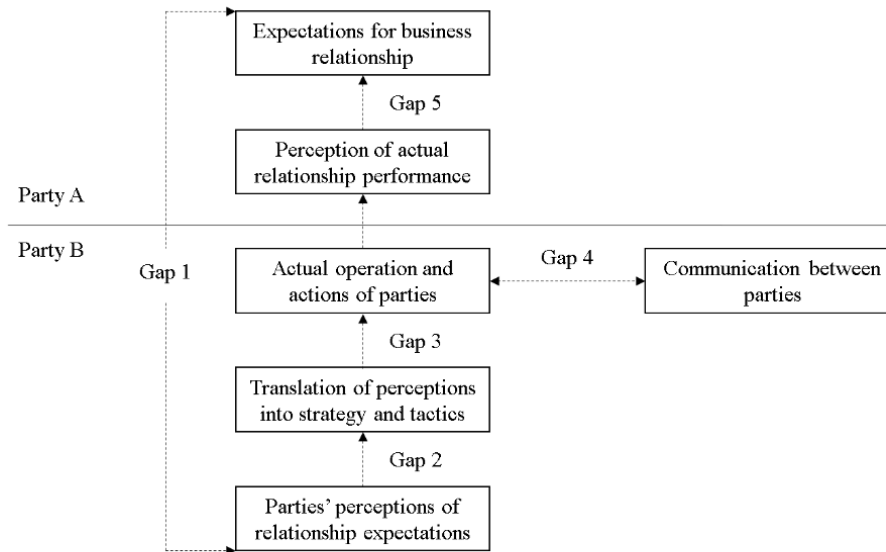 Expectations for business
relationship
Gap 5
Perception of actual
relationship performance
Party A
Party B
Gap 1
Actual operation and
actions of parties
Gap 4
Communication between
parties
Gap 3
Translation of perceptions
into strategy and tactics
Gap 2
Parties’ perceptions of
relationship expectations